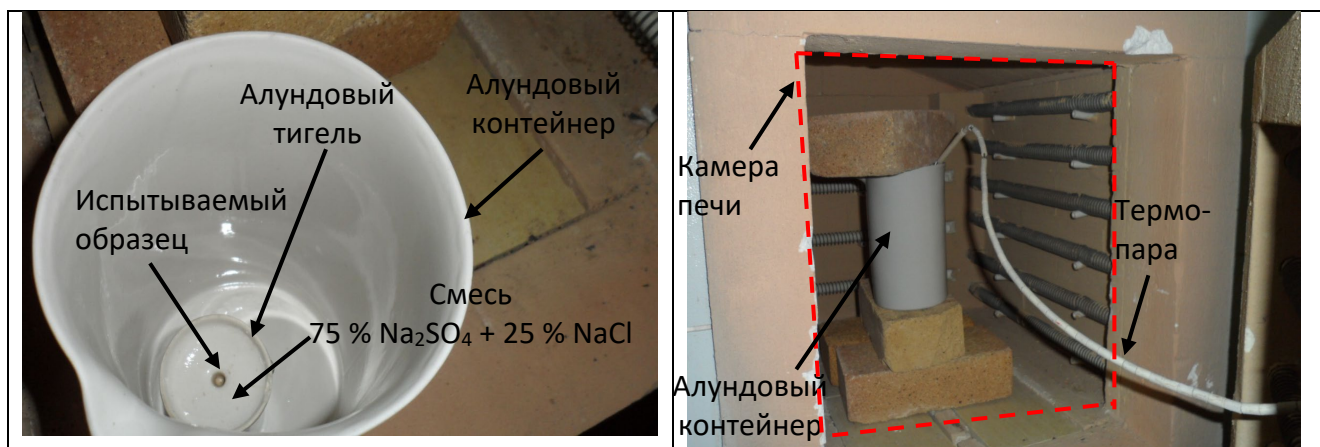 Алундовый
тигель
Алундовый
контейнер
Испытываемый
образец
Смесь
75 % Na₂SO₄ + 25 % NaCl
Камера
печи
Термо-
пара
Алундовый
контейнер